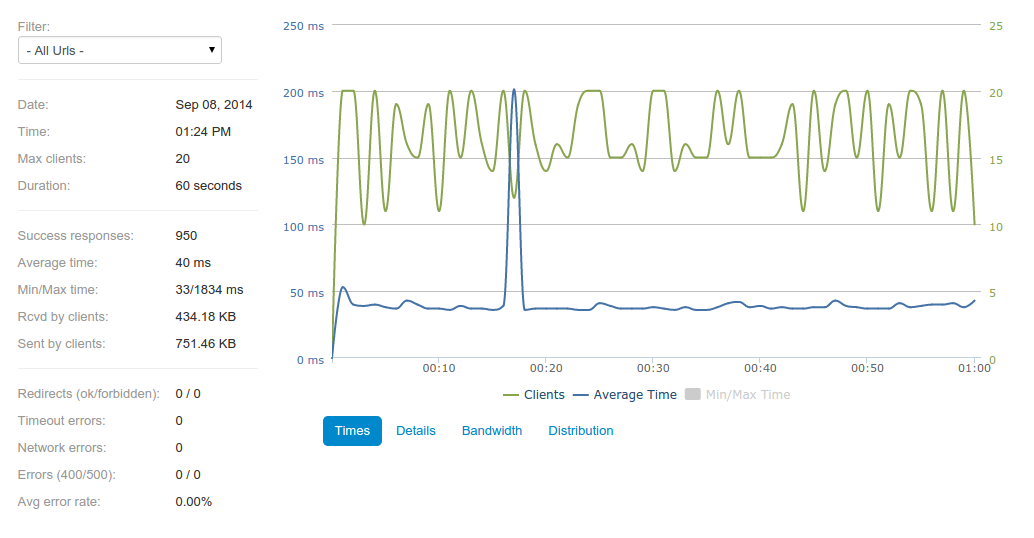 Filter:
- All Urls -
Date: Sep 08, 2014
Time: 01:24 PM
Max clients: 20
Duration: 60 seconds
Success responses: 950
Average time: 40 ms
Min/Max time: 33/1834 ms
Rcvd by clients: 434.18 KB
Sent by clients: 751.46 KB
Redirects (ok/forbidden): 0 / 0
Timeout errors: 0
Network errors: 0
Errors (400/500): 0 / 0
Avg error rate: 0.00%
250 ms 25
200 ms 20
150 ms 15
100 ms 10
50 ms 5
0 ms 0
00:10 00:20 00:30 00:40 00:50 01:00
Clients Average Time Min/Max Time
Times Details Bandwidth Distribution